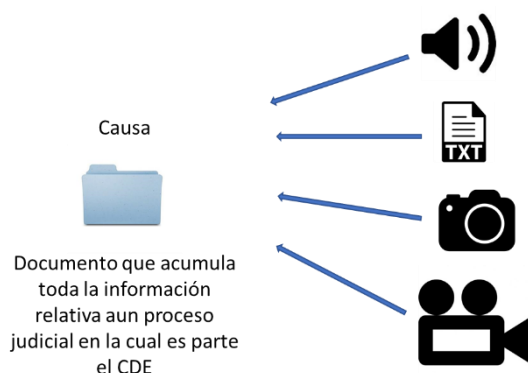 Causa
TXT
Documento que acumula
toda la información
relativa aun proceso
judicial en la cual es parte
el CDE